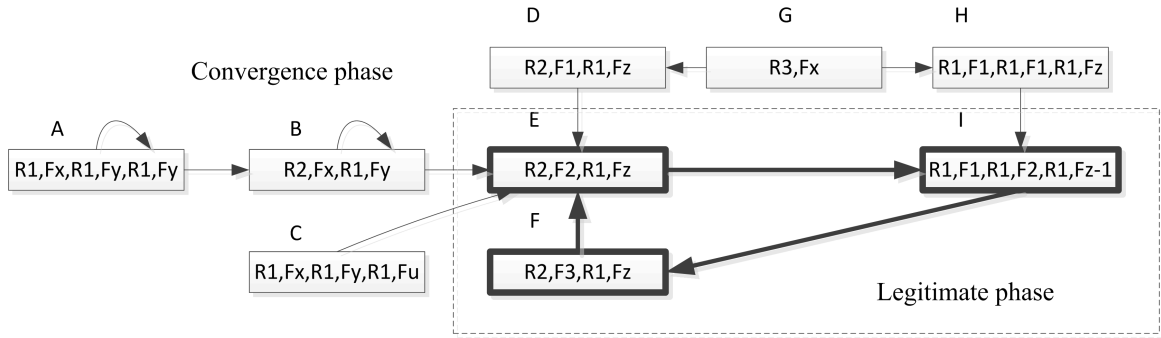 D
G
H
R2,F1,R1,Fz
R3,Fx
R1,F1,R1,F1,R1,Fz
Convergence phase
A
B
E
I
R1,Fx,R1,Fy,R1,Fy
R2,Fx,R1,Fy
R2,F2,R1,Fz
R1,F1,R1,F2,R1,Fz-1
C
F
R1,Fx,R1,Fy,R1,Fu
R2,F3,R1,Fz
Legitimate phase